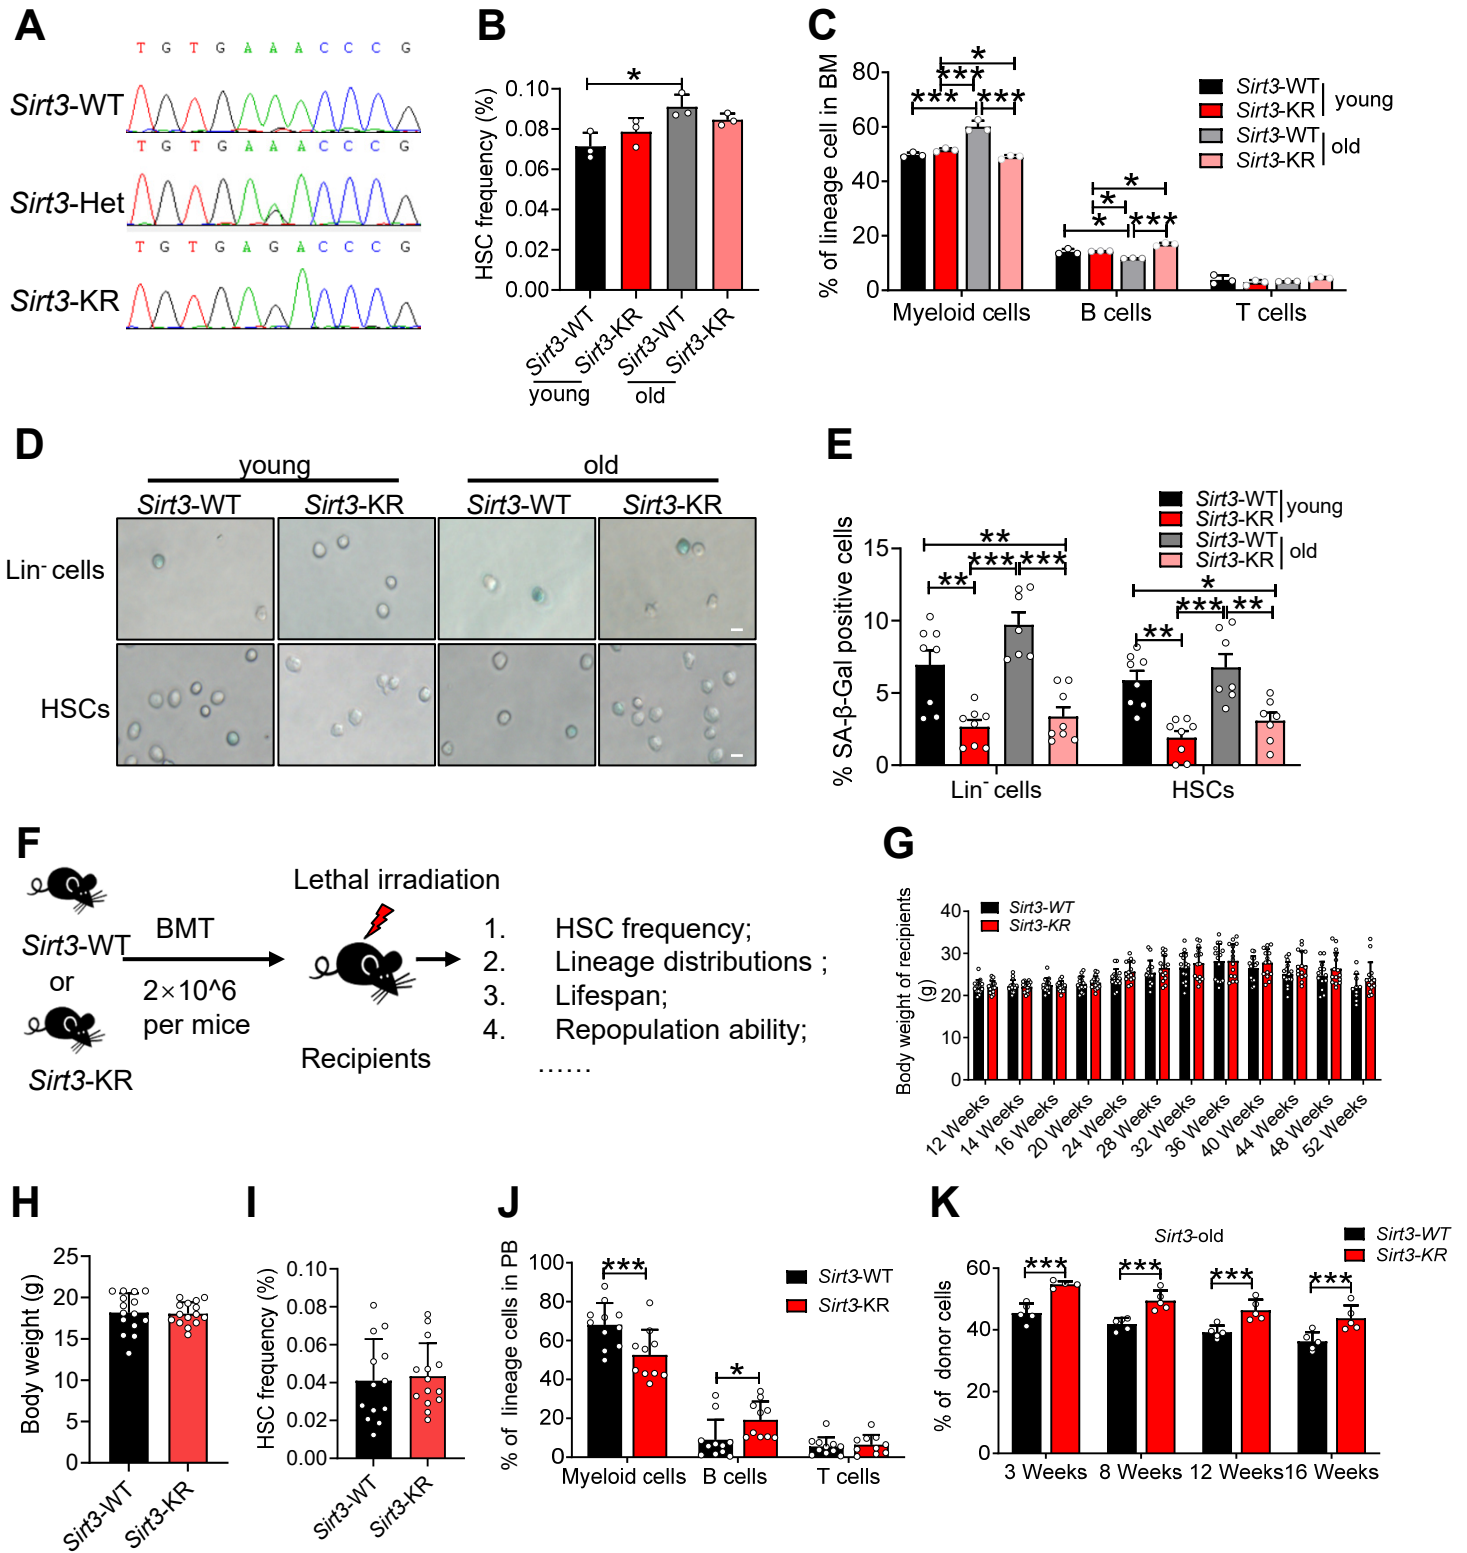 A
T G T G A A A C C C G
Sirt3-WT
T G T G A A A C C C G
Sirt3-Het
T G T G A G A C C C G
Sirt3-KR
B
HSC frequency (%)
0.10
0.08
0.06
0.04
0.02
0.00
*
Sirt3-WT
Sirt3-KR
Sirt3-WT
Sirt3-KR
young
old
C
% of lineage cell in BM
80
60
40
20
0
*
***
*** ***
*
*
* ***
Myeloid cells
B cells
T cells
Sirt3-WT
Sirt3-KR
young
Sirt3-WT
Sirt3-KR
old
D
young
old
Sirt3-WT
Sirt3-KR
Sirt3-WT
Sirt3-KR
Lin- cells
HSCs
E
% SA-β-Gal positive cells
15
10
5
0
**
*** ***
**
*
*** **
**
Lin- cells
HSCs
Sirt3-WT
Sirt3-KR
young
Sirt3-WT
Sirt3-KR
old
F
Sirt3-WT
or
Sirt3-KR
BMT
2×10^6
per mice
Lethal irradiation
Recipients
1. HSC frequency;
2. Lineage distributions ;
3. Lifespan;
4. Repopulation ability;
……
G
Body weight of recipients
(g)
40
30
20
10
0
Sirt3-WT
Sirt3-KR
12 Weeks
14 Weeks
16 Weeks
20 Weeks
24 Weeks
28 Weeks
32 Weeks
36 Weeks
40 Weeks
44 Weeks
48 Weeks
52 Weeks
H
Body weight (g)
25
20
15
10
5
0
Sirt3-WT
Sirt3-KR
I
HSC frequency (%)
0.10
0.08
0.06
0.04
0.02
0.00
Sirt3-WT
Sirt3-KR
J
% of lineage cells in PB
100
80
60
40
20
0
***
*
Myeloid cells
B cells
T cells
Sirt3-WT
Sirt3-KR
K
Sirt3-old
% of donor cells
60
40
20
0
***
***
***
***
3 Weeks
8 Weeks
12 Weeks
16 Weeks
Sirt3-WT
Sirt3-KR